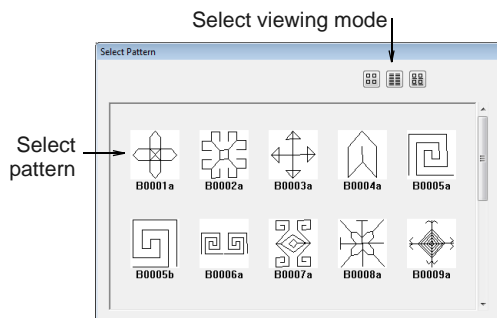 Select viewing mode
Select Pattern
Select
pattern
B0001a B0002a B0003a B0004a B0005a
B0005b B0006a B0007a B0008a B0009a